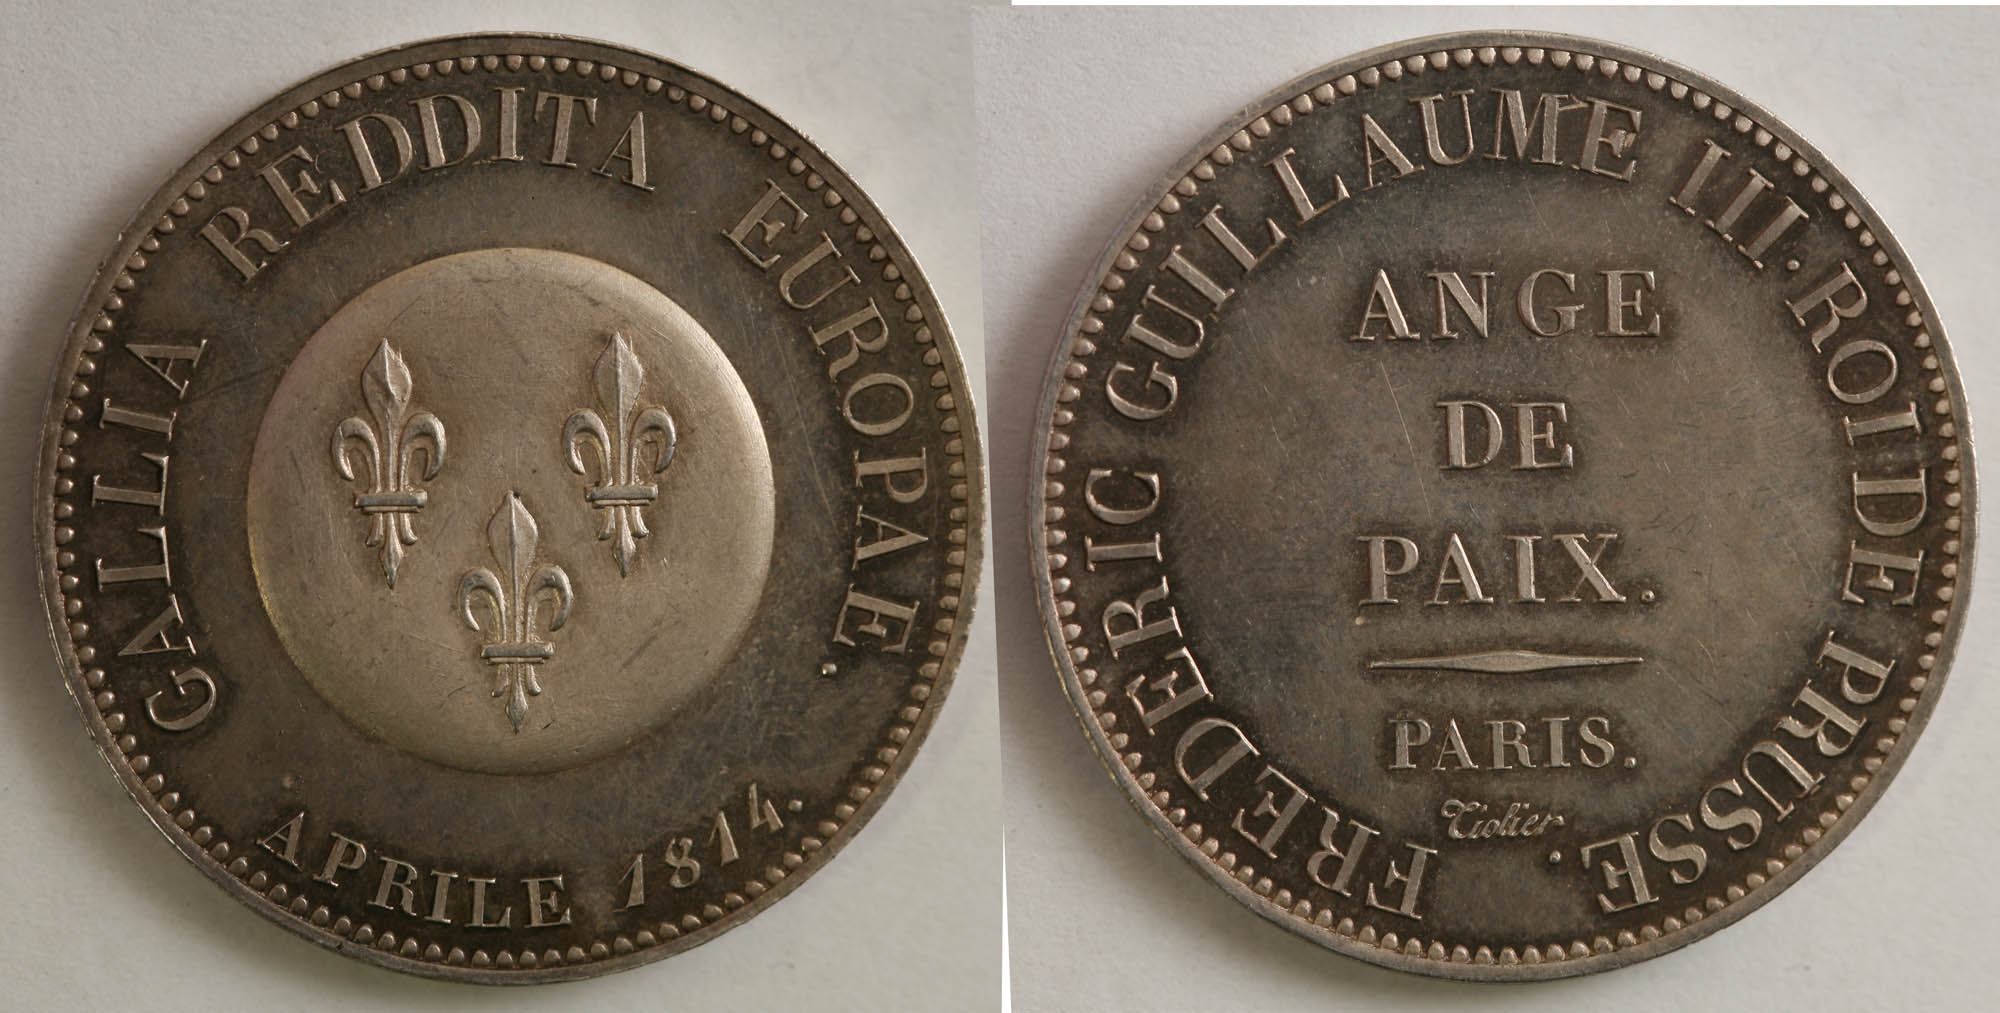 GALLIA REDDITA EUROPAE.
APRILE 1814.
FREDERIC GUILLAUME III. ROI DE PRUSSE.
ANGE
DE
PAIX.
PARIS.
Tiolier